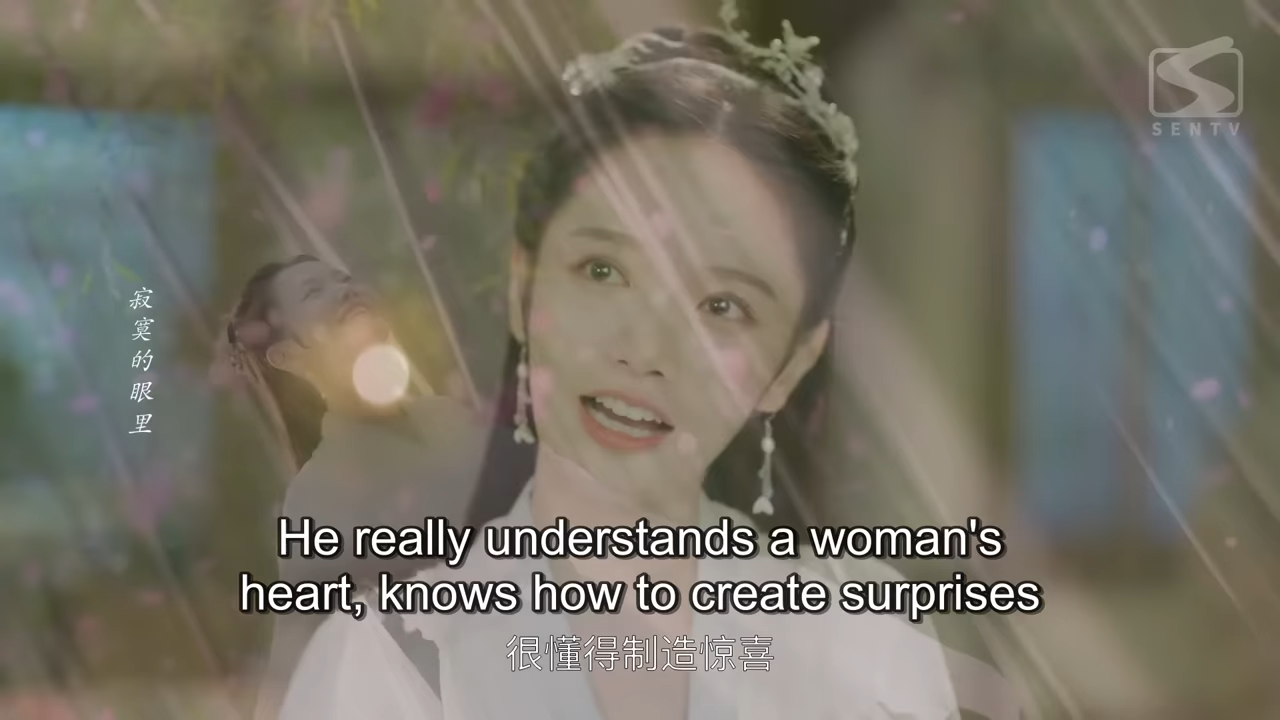 SENTV
寂寞的眼里
He really understands a woman's
heart, knows how to create surprises
很懂得制造惊喜